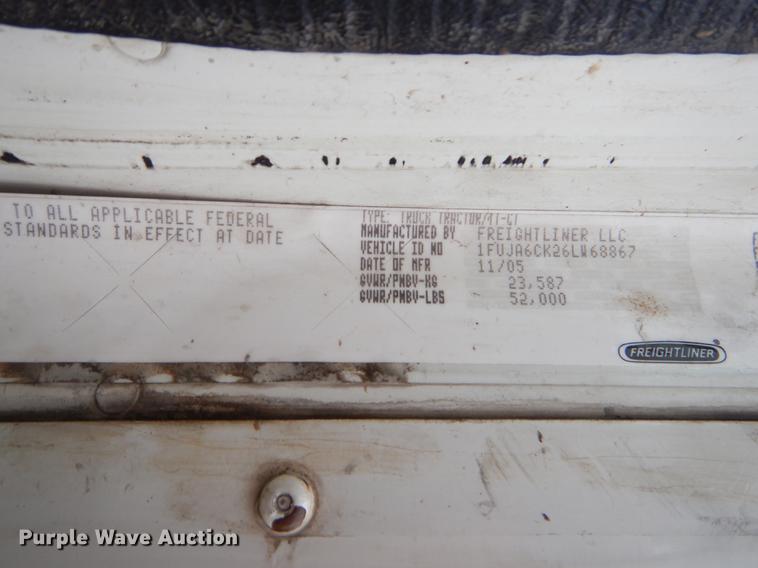 TO ALL APPLICABLE FEDERAL
STANDARDS IN EFFECT AT DATE
TYPE: TRUCK TRACTOR/TT-CT
MANUFACTURED BY FREIGHTLINER LLC
VEHICLE ID NO 1FUJA6CK26LW68867
DATE OF MFR 11/05
GVWR/PNBV-KG 23,587
GVWR/PNBV-LBS 52,000
FREIGHTLINER
Purple Wave Auction